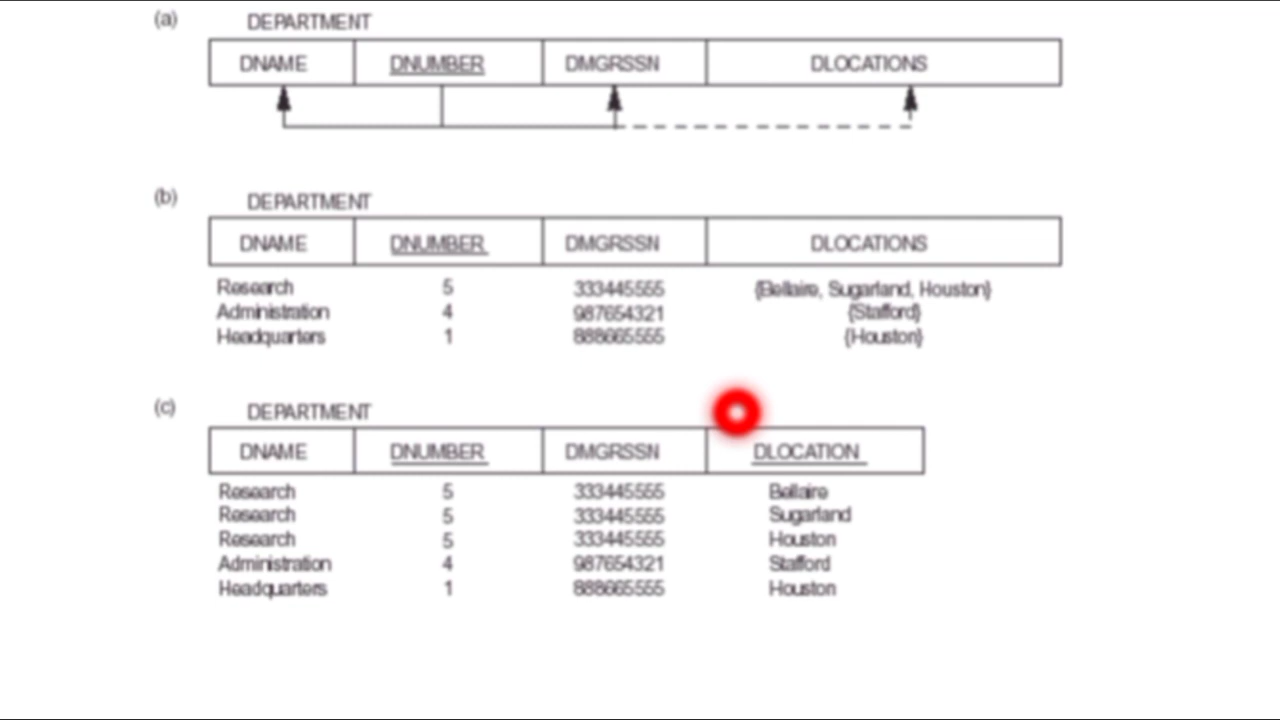 (a) DEPARTMENT
DNAME DNUMBER DMGRSSN DLOCATIONS
(b) DEPARTMENT
DNAME DNUMBER DMGRSSN DLOCATIONS
Research 5 333445555 {Bellaire, Sugarland, Houston}
Administration 4 987654321 {Stafford}
Headquarters 1 888665555 {Houston}
(c) DEPARTMENT
DNAME DNUMBER DMGRSSN DLOCATION
Research 5 333445555 Bellaire
Research 5 333445555 Sugarland
Research 5 333445555 Houston
Administration 4 987654321 Stafford
Headquarters 1 888665555 Houston